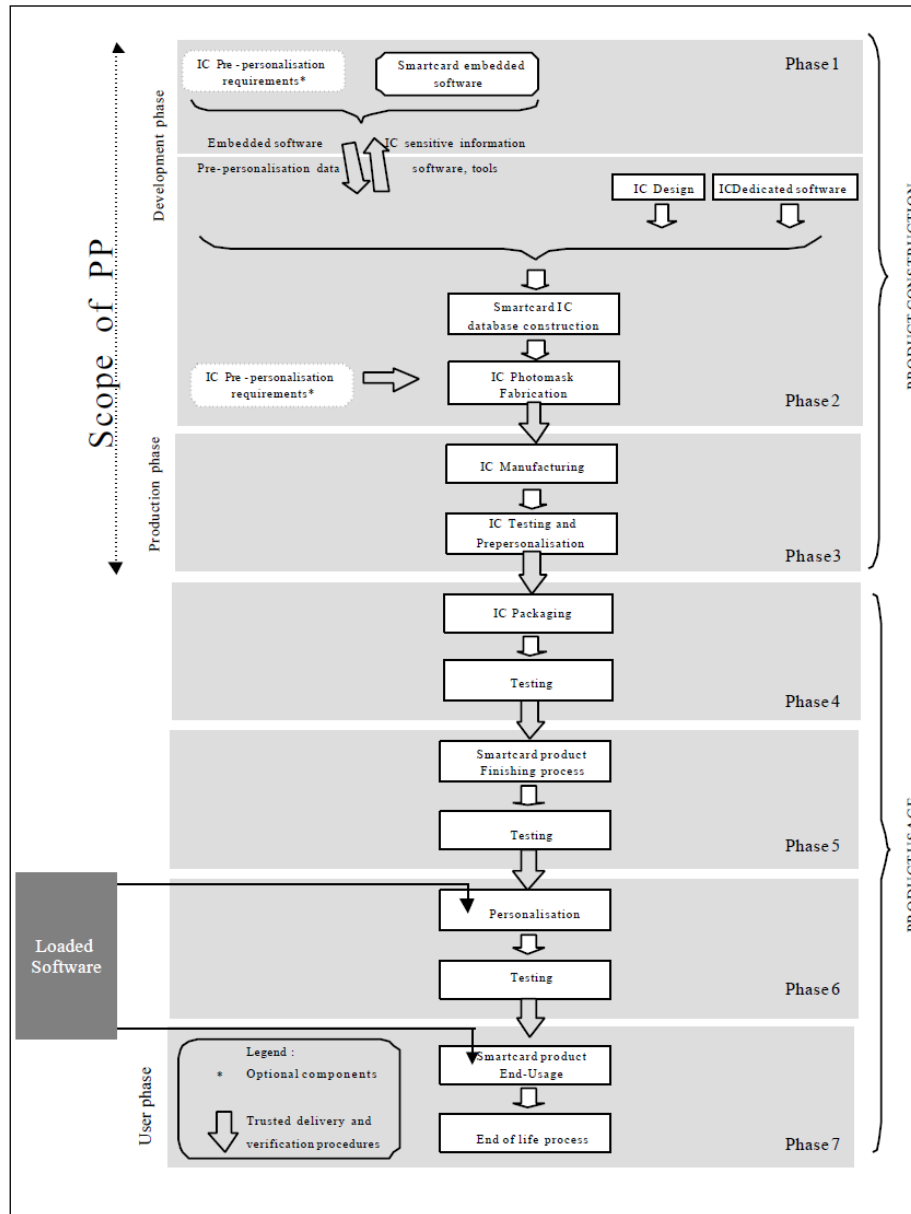 IC Pre - personalisation
requirements*
Smartcard embedded
software
Phase 1
Embedded software
IC sensitive information
Pre-personalisation data
software, tools
IC Design
ICDedicated software
Smartcard IC
database construction
IC Pre - personalisation
requirements*
IC Photomask
Fabrication
Phase 2
IC Manufacturing
IC Testing and
Prepersonalisation
Phase3
IC Packaging
Testing
Phase 4
Smartcard product
Finishing process
Testing
Phase 5
Personalisation
Loaded
Software
Testing
Phase 6
Legend :
* Optional components
Trusted delivery and
verification procedures
Smartcard product
End-Usage
End of life process
Phase 7
Scope of PP
Development phase
Production phase
User phase
PRODUCT CONSTRUCTION
PRODUCT USAGE